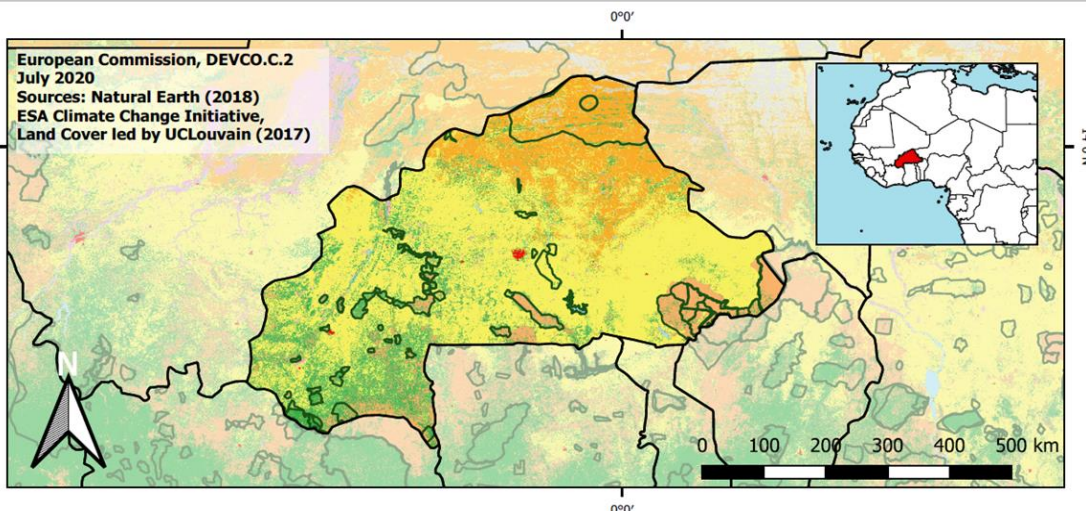 0°0′
European Commission, DEVCO.C.2
July 2020
Sources: Natural Earth (2018)
ESA Climate Change Initiative,
Land Cover led by UCLouvain (2017)
N
0 100 200 300 400 500 km
0°0′